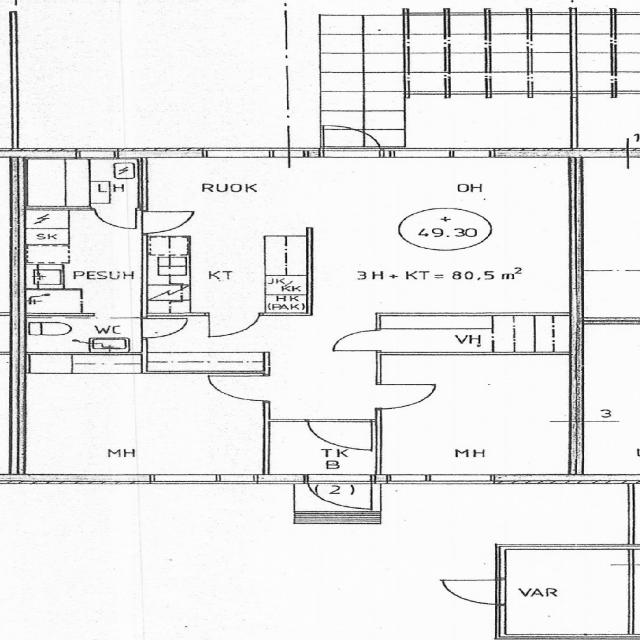 LH
RUOK
OH
+
49.30
SK
PESUH
KT
3H + KT = 80,5 m²
JK/KK
HK
(PAK)
WC
VH
3
MH
TK
B
MH
(2)
VAR